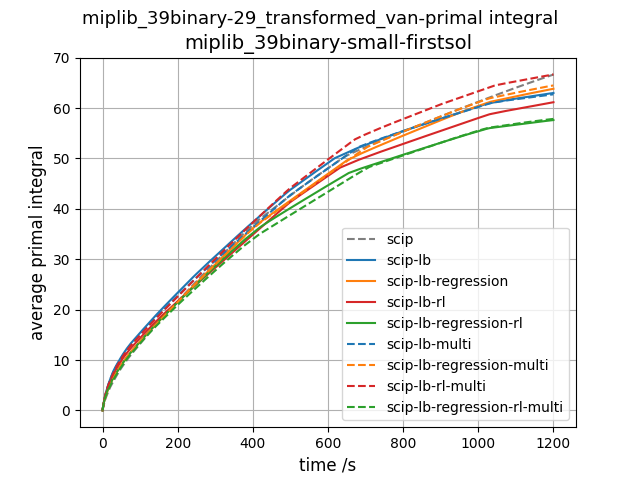 miplib_39binary-29_transformed_van-primal integral
miplib_39binary-small-firstsol
average primal integral
70
60
50
40
30
20
10
0
0 200 400 600 800 1000 1200
time /s
scip
scip-lb
scip-lb-regression
scip-lb-rl
scip-lb-regression-rl
scip-lb-multi
scip-lb-regression-multi
scip-lb-rl-multi
scip-lb-regression-rl-multi